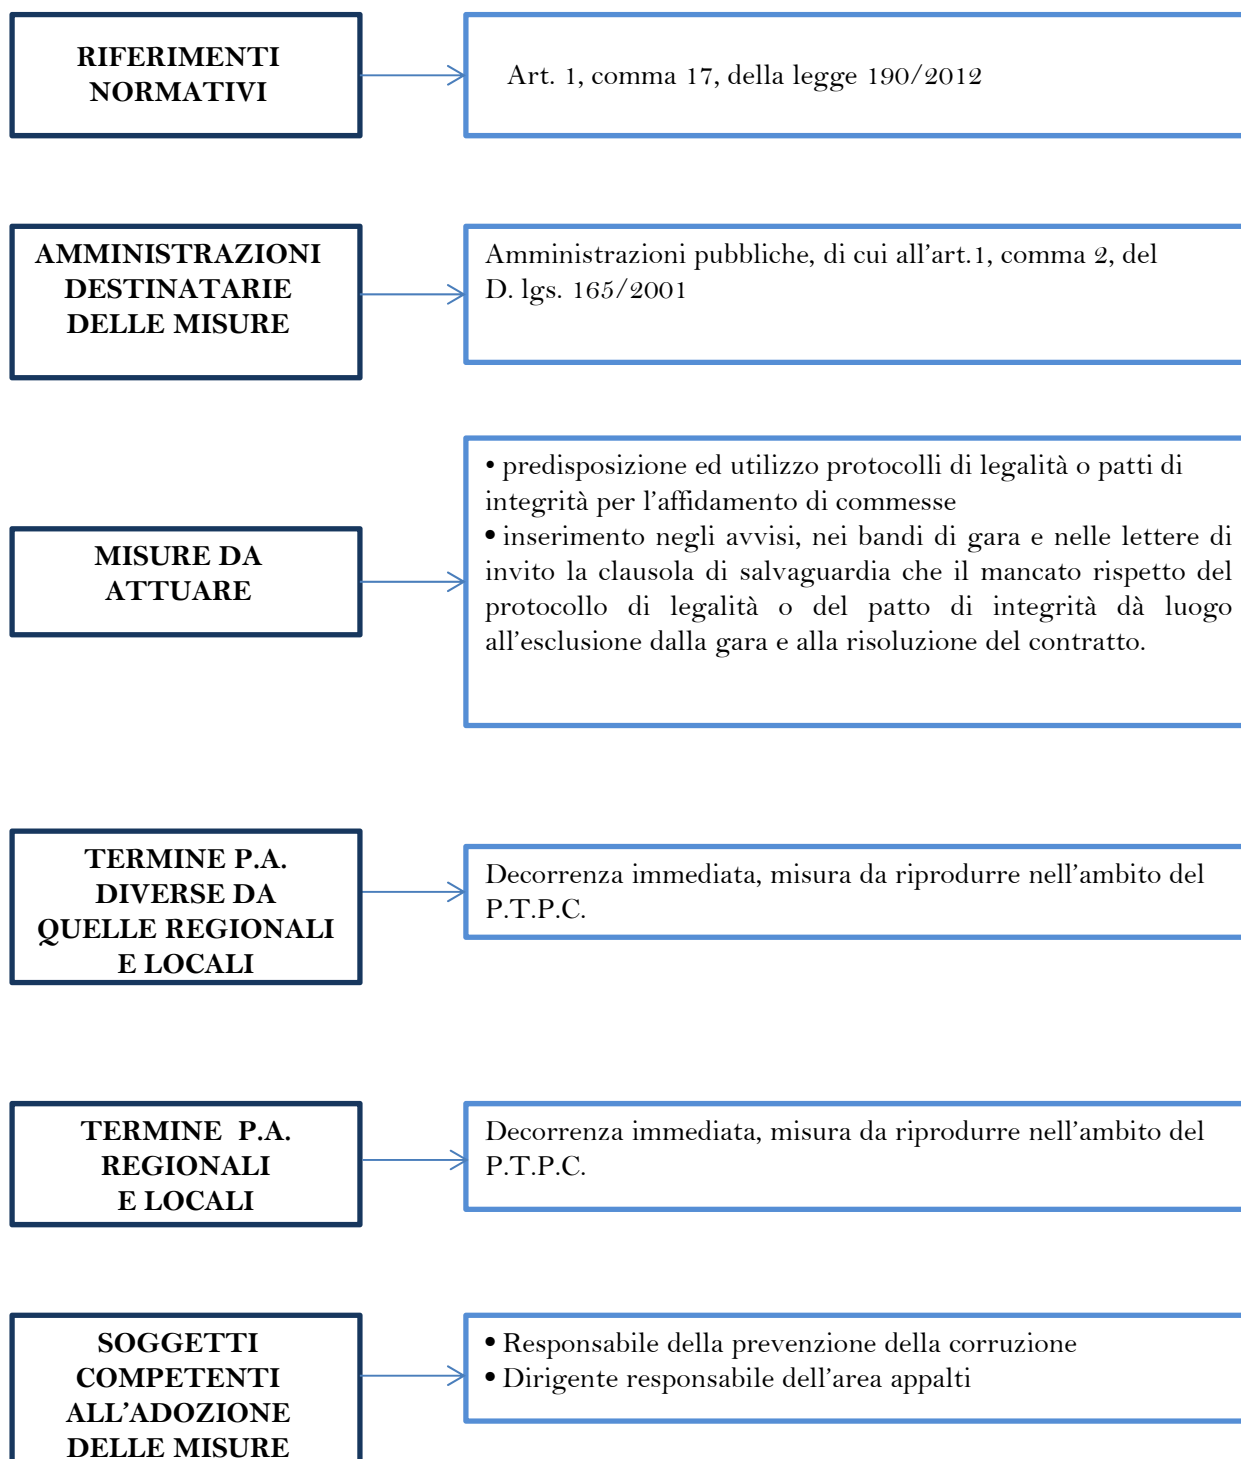 RIFERIMENTI
NORMATIVI
Art. 1, comma 17, della legge 190/2012
AMMINISTRAZIONI
DESTINATARIE
DELLE MISURE
Amministrazioni pubbliche, di cui all’art.1, comma 2, del
D. lgs. 165/2001
MISURE DA
ATTUARE
• predisposizione ed utilizzo protocolli di legalità o patti di
integrità per l’affidamento di commesse
• inserimento negli avvisi, nei bandi di gara e nelle lettere di
invito la clausola di salvaguardia che il mancato rispetto del
protocollo di legalità o del patto di integrità dà luogo
all’esclusione dalla gara e alla risoluzione del contratto.
TERMINE P.A.
DIVERSE DA
QUELLE REGIONALI
E LOCALI
Decorrenza immediata, misura da riprodurre nell’ambito del
P.T.P.C.
TERMINE P.A.
REGIONALI
E LOCALI
Decorrenza immediata, misura da riprodurre nell’ambito del
P.T.P.C.
SOGGETTI
COMPETENTI
ALL’ADOZIONE
DELLE MISURE
• Responsabile della prevenzione della corruzione
• Dirigente responsabile dell’area appalti